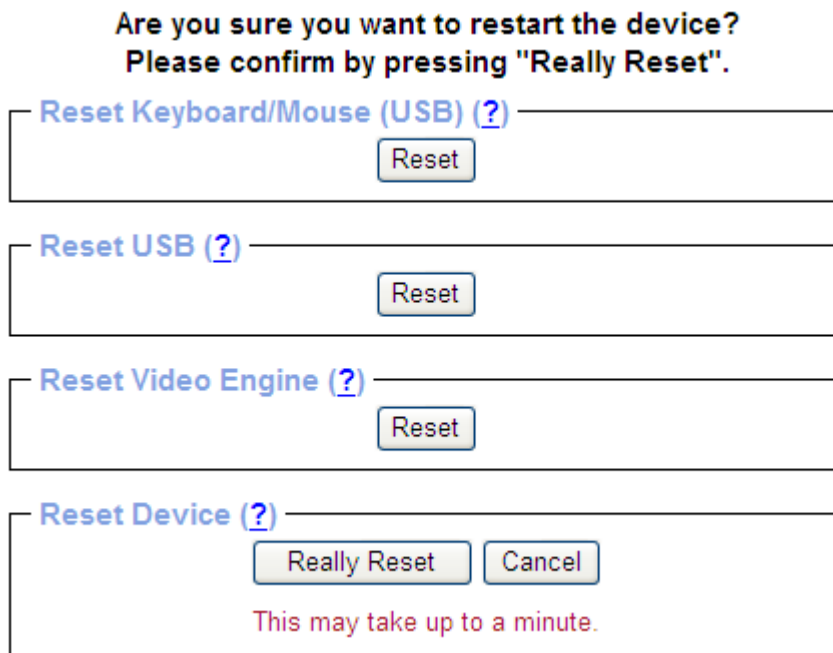 Are you sure you want to restart the device?
Please confirm by pressing "Really Reset".
Reset Keyboard/Mouse (USB) (?)
Reset
Reset USB (?)
Reset
Reset Video Engine (?)
Reset
Reset Device (?)
Really Reset Cancel
This may take up to a minute.